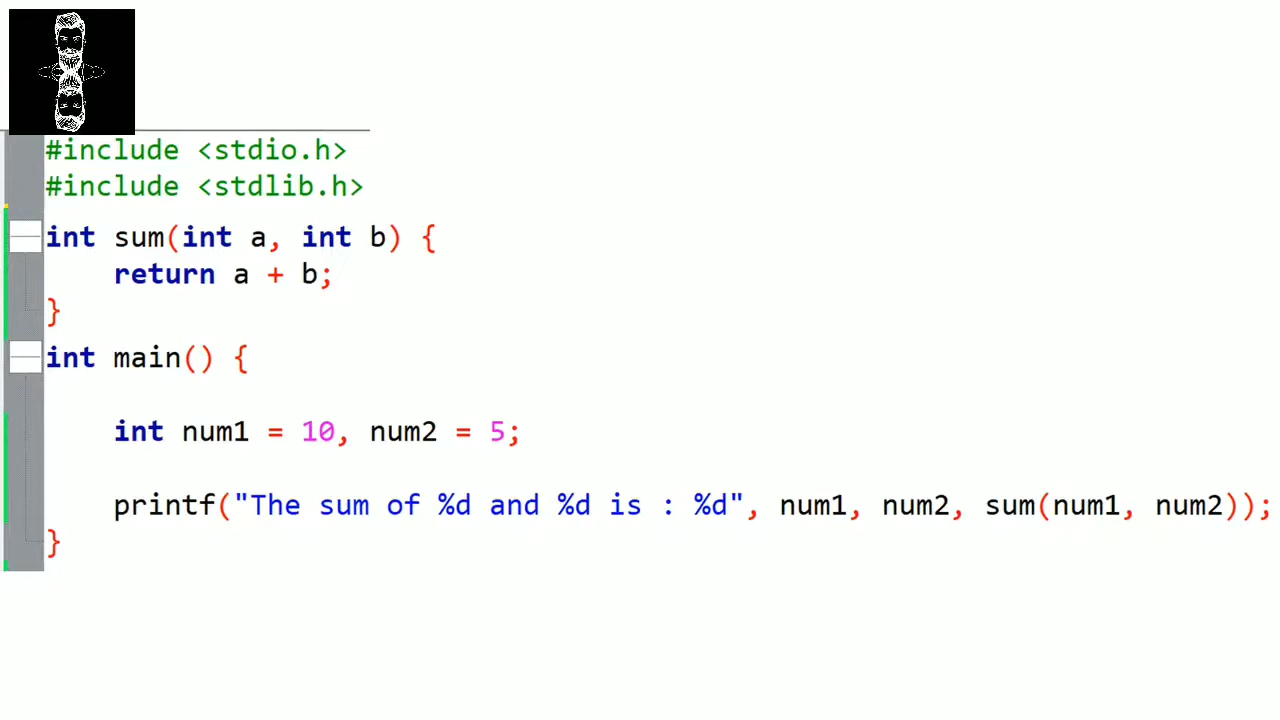 #include <stdio.h>
#include <stdlib.h>
int sum(int a, int b) {
    return a + b;
}
int main() {
    int num1 = 10, num2 = 5;
    printf("The sum of %d and %d is : %d", num1, num2, sum(num1, num2));
}